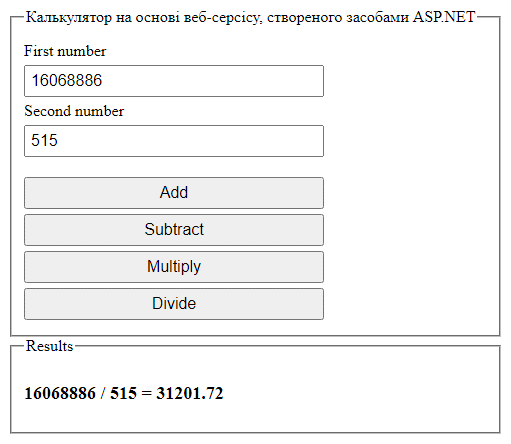 Калькулятор на основі веб-серсісу, створеного засобами ASP.NET
First number
16068886
Second number
515
Add
Subtract
Multiply
Divide
Results
16068886 / 515 = 31201.72